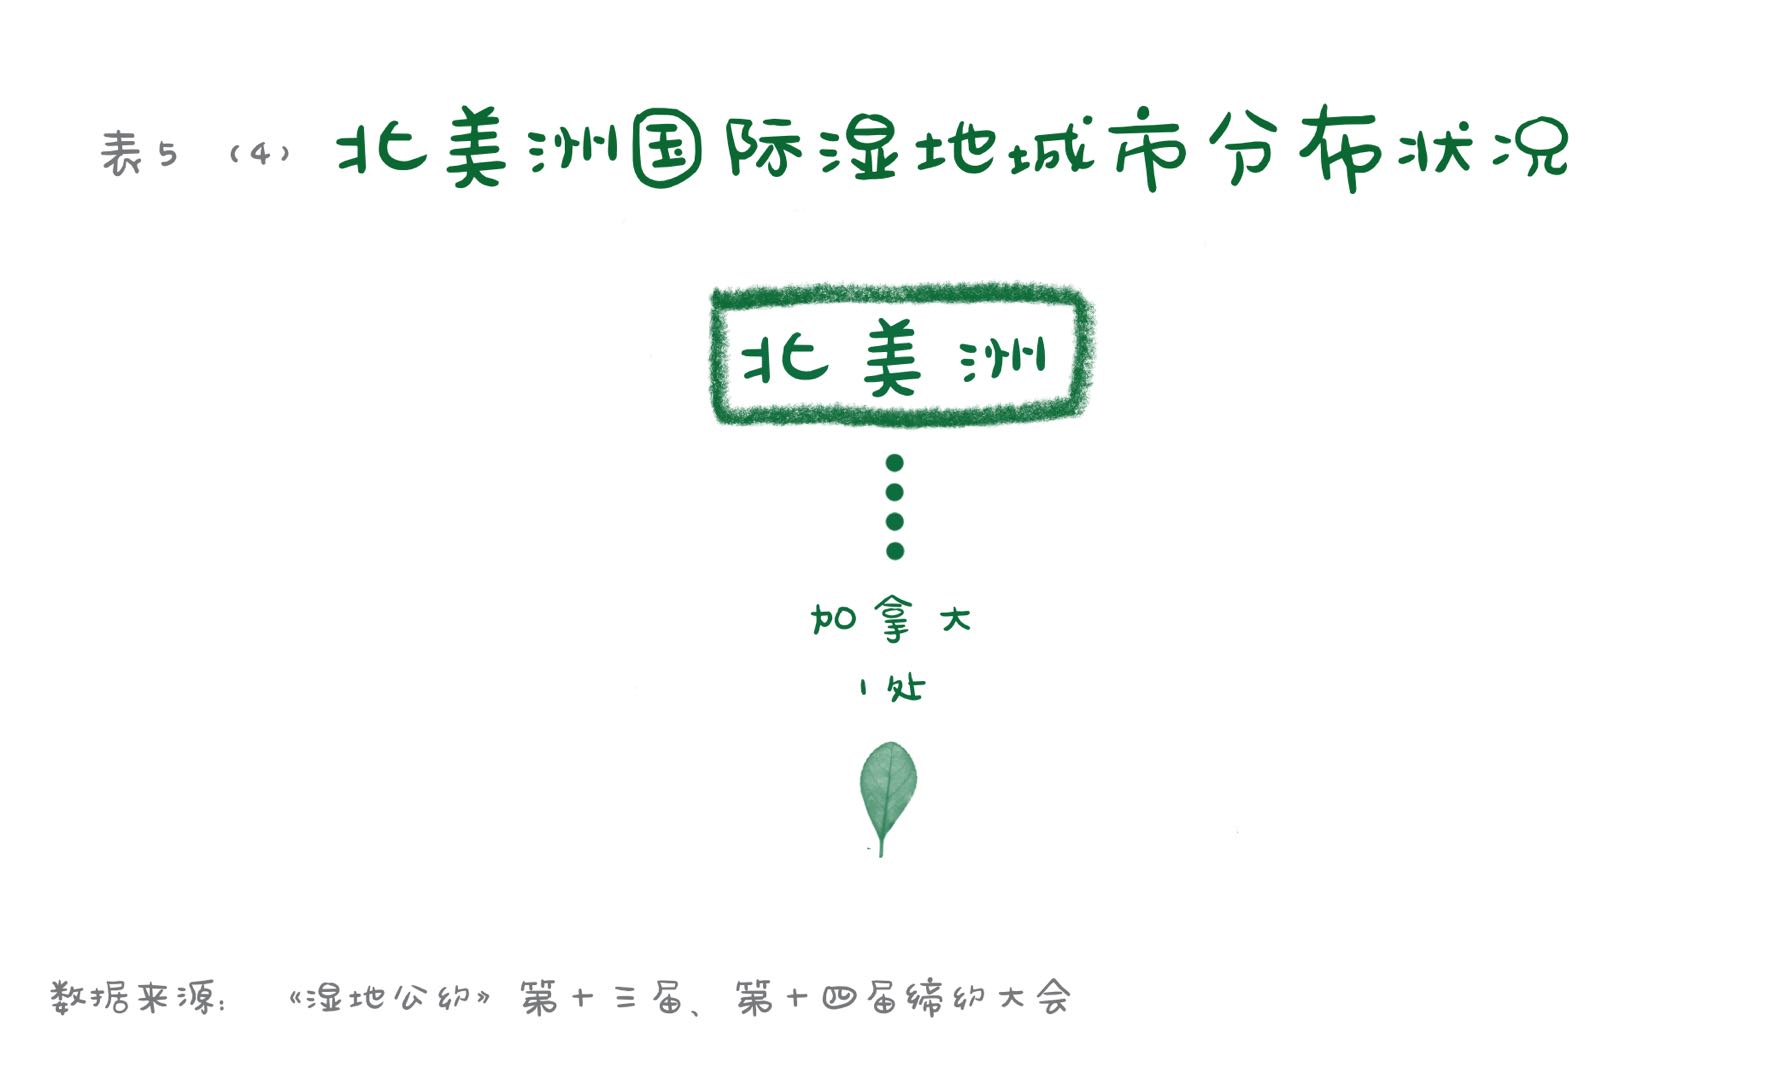 表5 （4） 北美洲国际湿地城市分布状况
北美洲
加拿大
1处
数据来源： 《湿地公约》第十三届、第十四届缔约大会